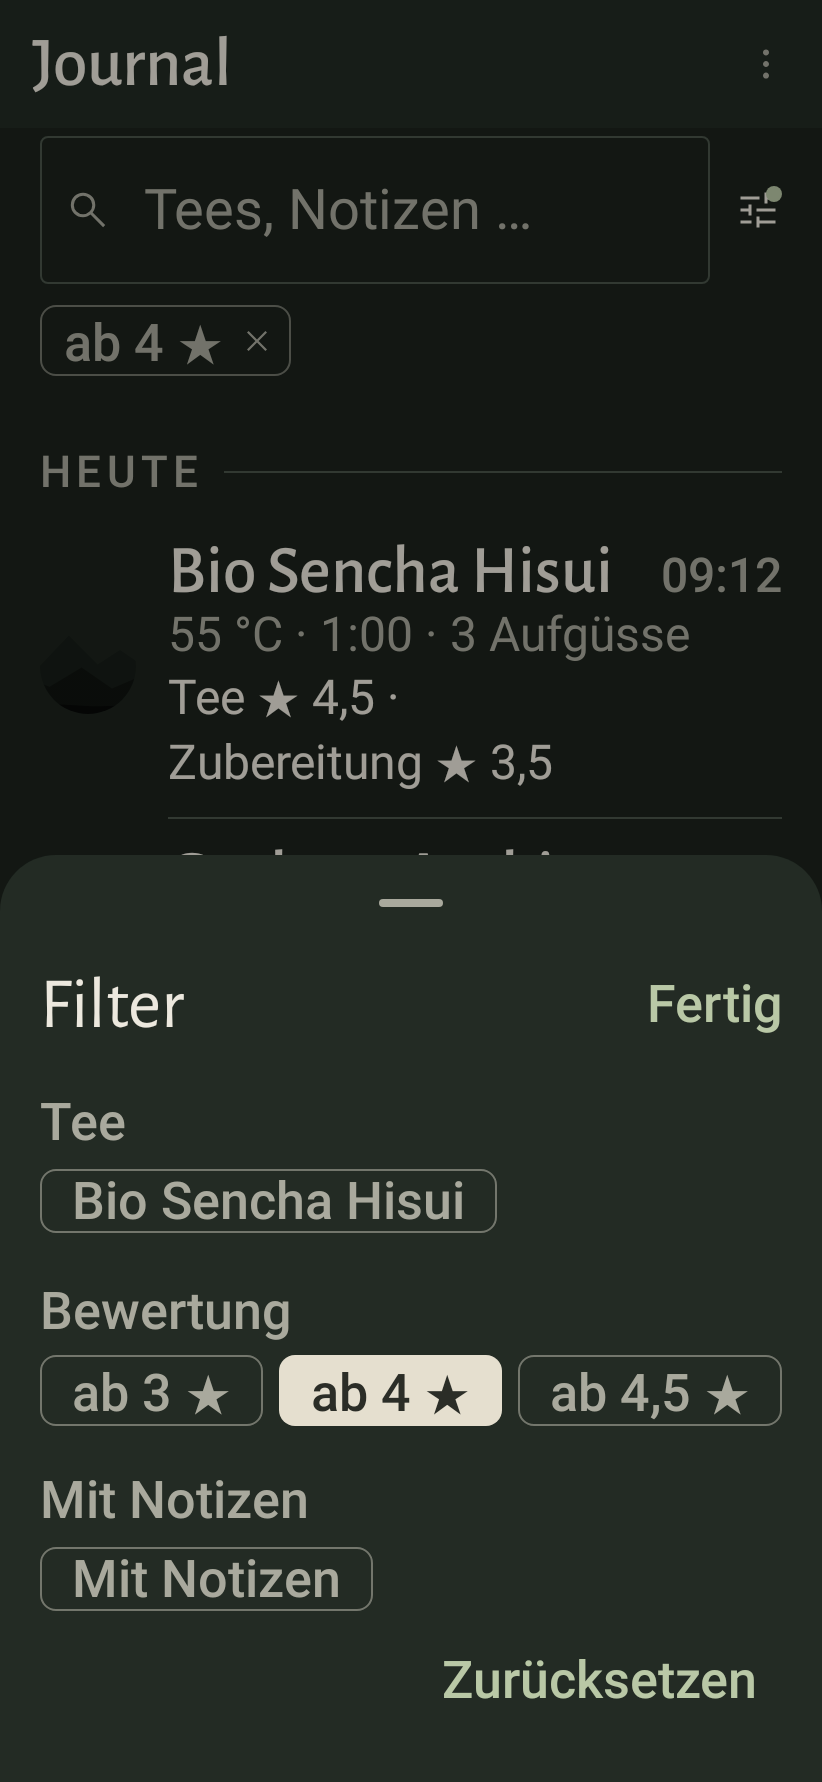 Journal
Tees, Notizen ...
ab 4 ★ ×
HEUTE
Bio Sencha Hisui 09:12
55 °C · 1:00 · 3 Aufgüsse
Tee ★ 4,5 ·
Zubereitung ★ 3,5
Filter Fertig
Tee
Bio Sencha Hisui
Bewertung
ab 3 ★ ab 4 ★ ab 4,5 ★
Mit Notizen
Mit Notizen
Zurücksetzen